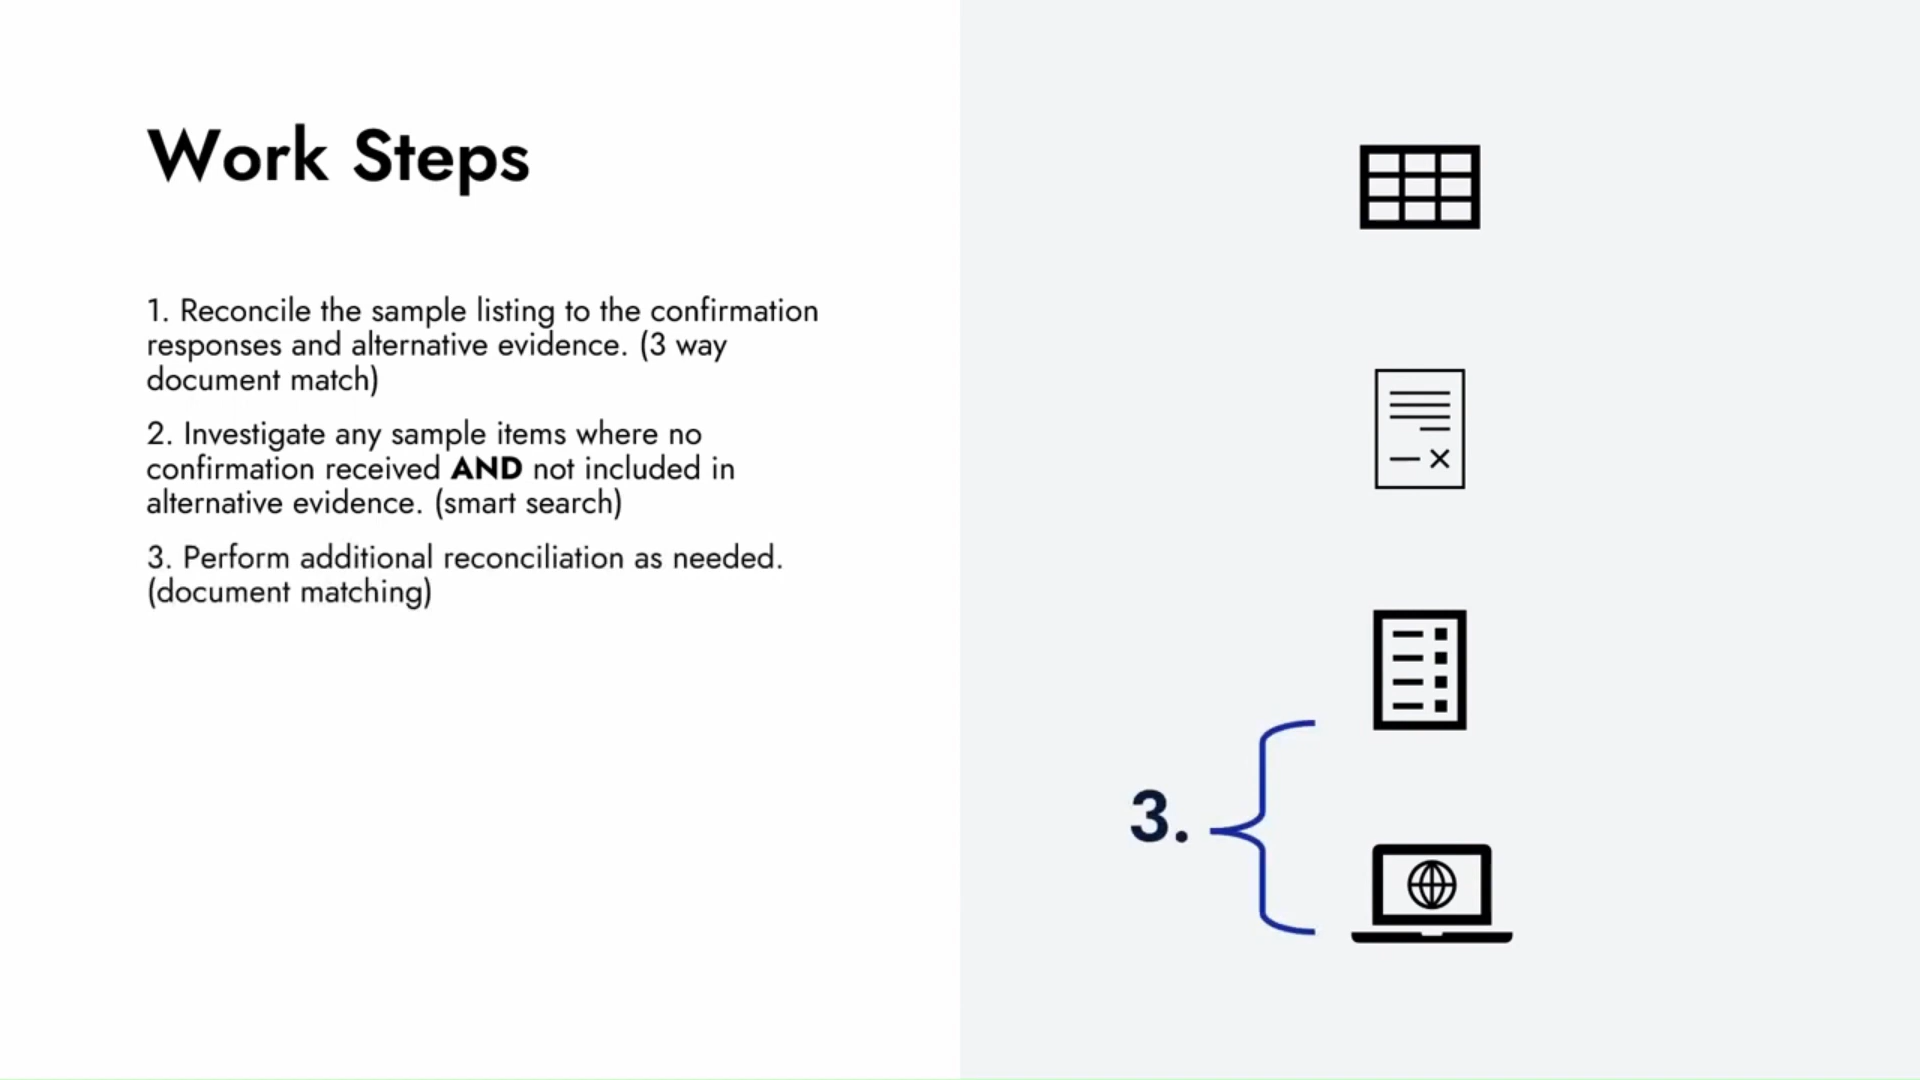 Work Steps
1. Reconcile the sample listing to the confirmation
responses and alternative evidence. (3 way
document match)
2. Investigate any sample items where no
confirmation received AND not included in
alternative evidence. (smart search)
3. Perform additional reconciliation as needed.
(document matching)
3.